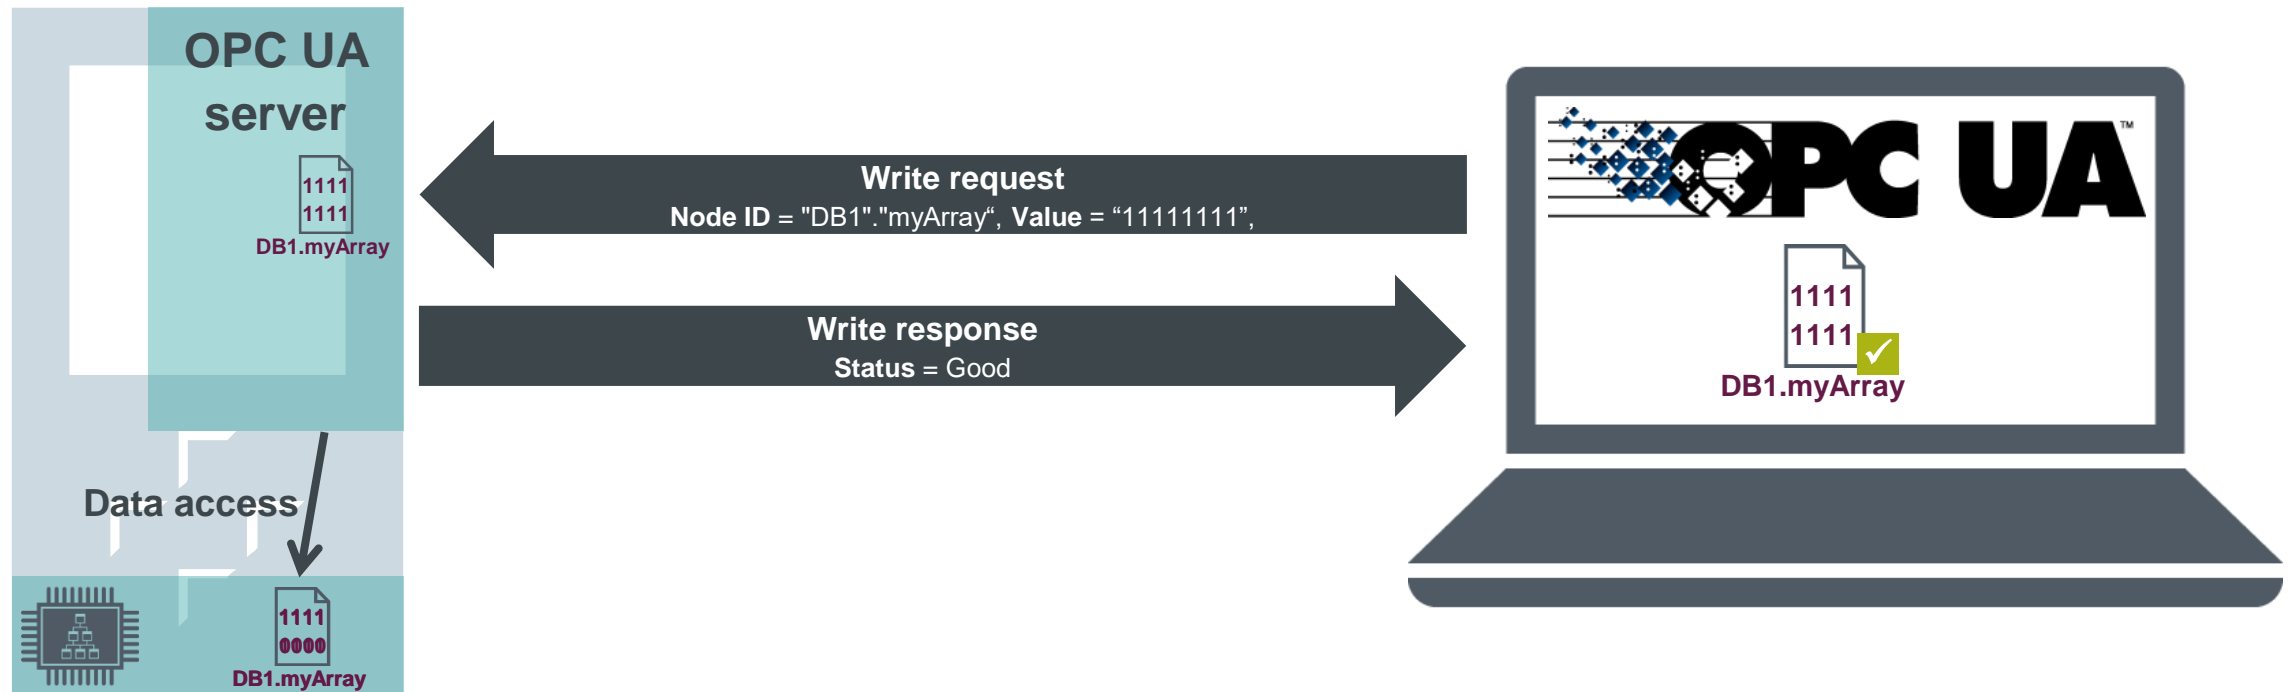 OPC UA
server
1111
1111
DB1.myArray
Data access
1111
0000
DB1.myArray
Write request
Node ID = "DB1"."myArray“, Value = “11111111”,
Write response
Status = Good
OPC UA™
1111
1111
DB1.myArray